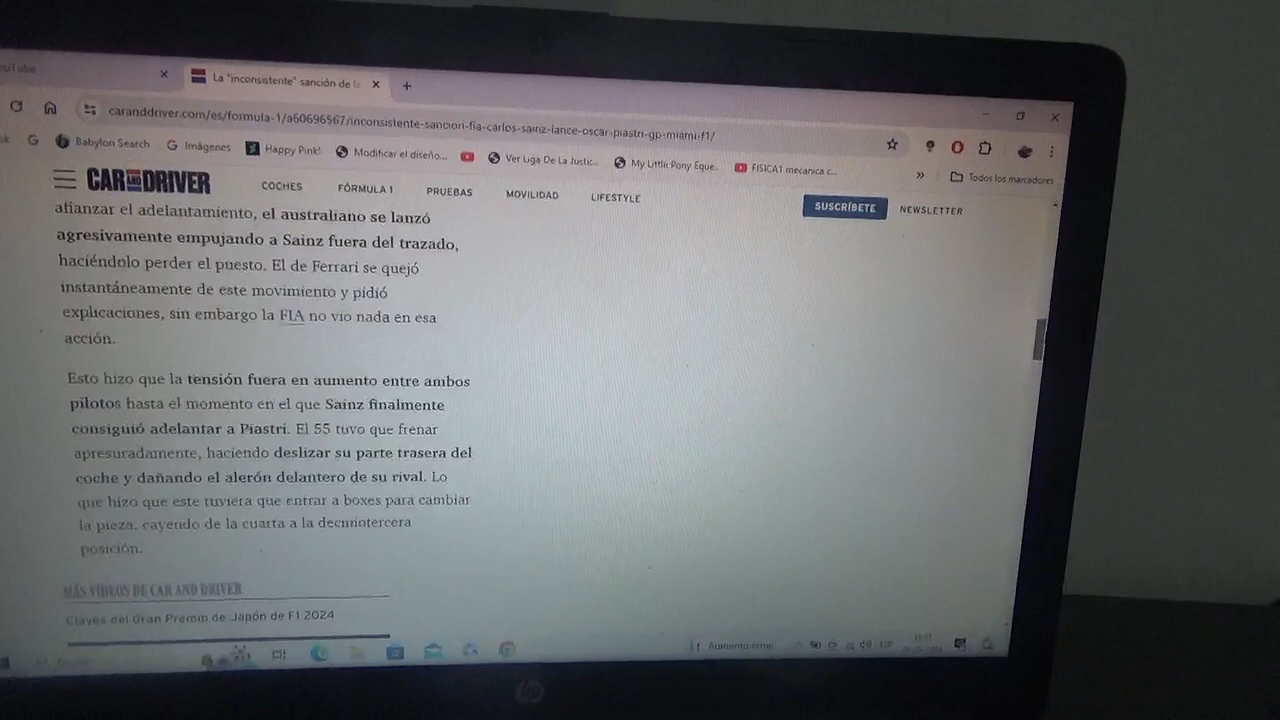 uTube
La "inconsistente" sanción de la
caranddriver.com/es/formula-1/a60696567/inconsistente-sancion-fia-carlos-sainz-lance-oscar-piastri-gp-miami-f1/
ok
Babylon Search
Imágenes
Happy Pink!
Modificar el diseño...
Ver Liga De La Justic...
My Little Pony Eque...
FISICA1 mecanica c...
»
Todos los marcadores
CAR AND DRIVER
COCHES
FÓRMULA 1
PRUEBAS
MOVILIDAD
LIFESTYLE
SUSCRÍBETE
NEWSLETTER
afianzar el adelantamiento, el australiano se lanzó
agresivamente empujando a Sainz fuera del trazado,
haciéndolo perder el puesto. El de Ferrari se quejó
instantáneamente de este movimiento y pidió
explicaciones, sin embargo la FIA no vio nada en esa
acción.
Esto hizo que la tensión fuera en aumento entre ambos
pilotos hasta el momento en el que Sainz finalmente
consiguió adelantar a Piastri. El 55 tuvo que frenar
apresuradamente, haciendo deslizar su parte trasera del
coche y dañando el alerón delantero de su rival. Lo
que hizo que este tuviera que entrar a boxes para cambiar
la pieza, cayendo de la cuarta a la decimotercera
posición.
MÁS VÍDEOS DE CAR AND DRIVER
Claves del Gran Premio de Japón de F1 2024
ESP
hp